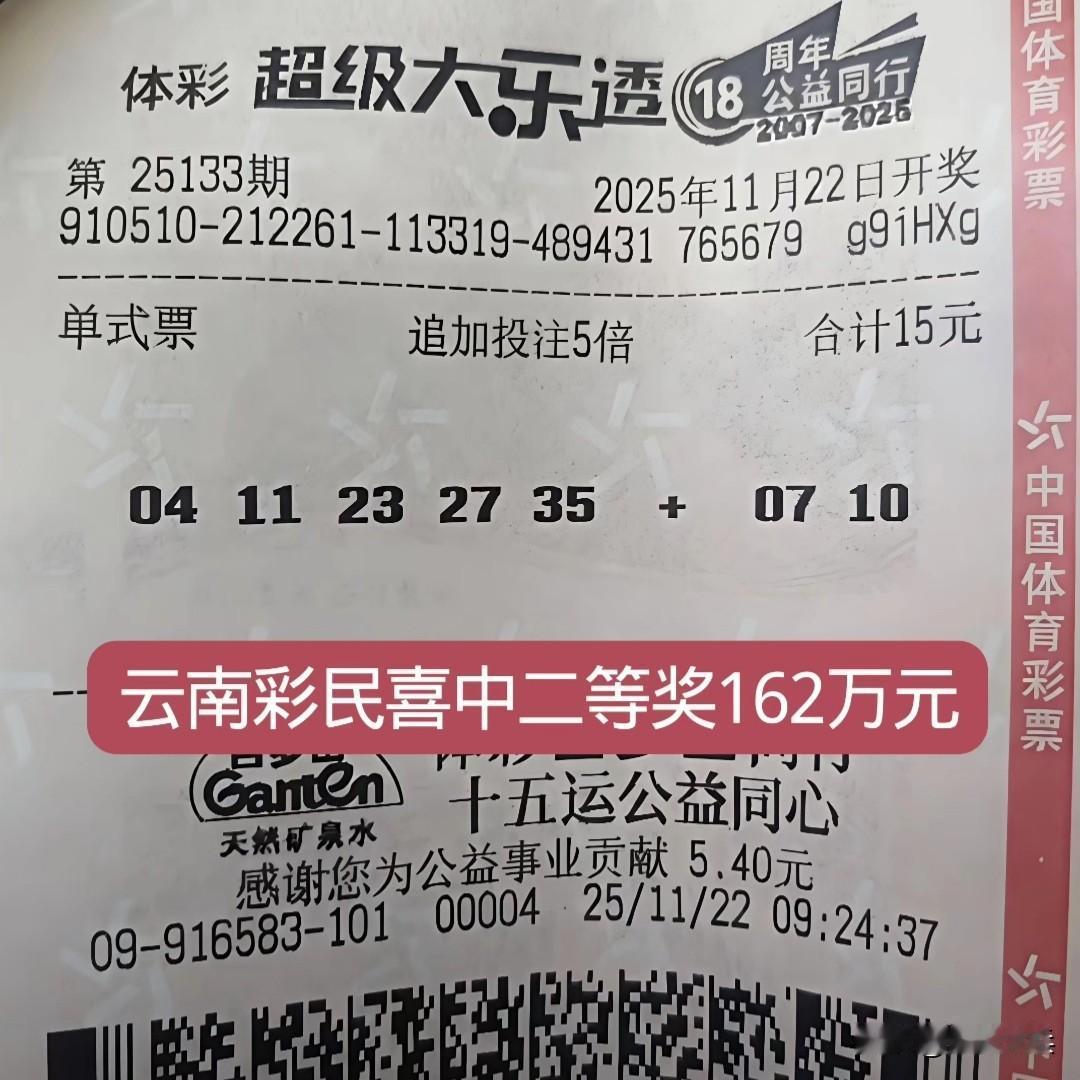 体彩 超级大乐透 18 周年 公益同行 2007-2025
第 25133期 2025年11月22日开奖
910510-212261-113319-489431 765679 g9iHXg
单式票 追加投注5倍 合计15元
04 11 23 27 35 + 07 10
云南彩民喜中二等奖162万元
Ganten
十五运公益同心
天然矿泉水
感谢您为公益事业贡献 5.40元
09-916583-101 00004 25/11/22 09:24:37
国体育彩票
中国体育彩票